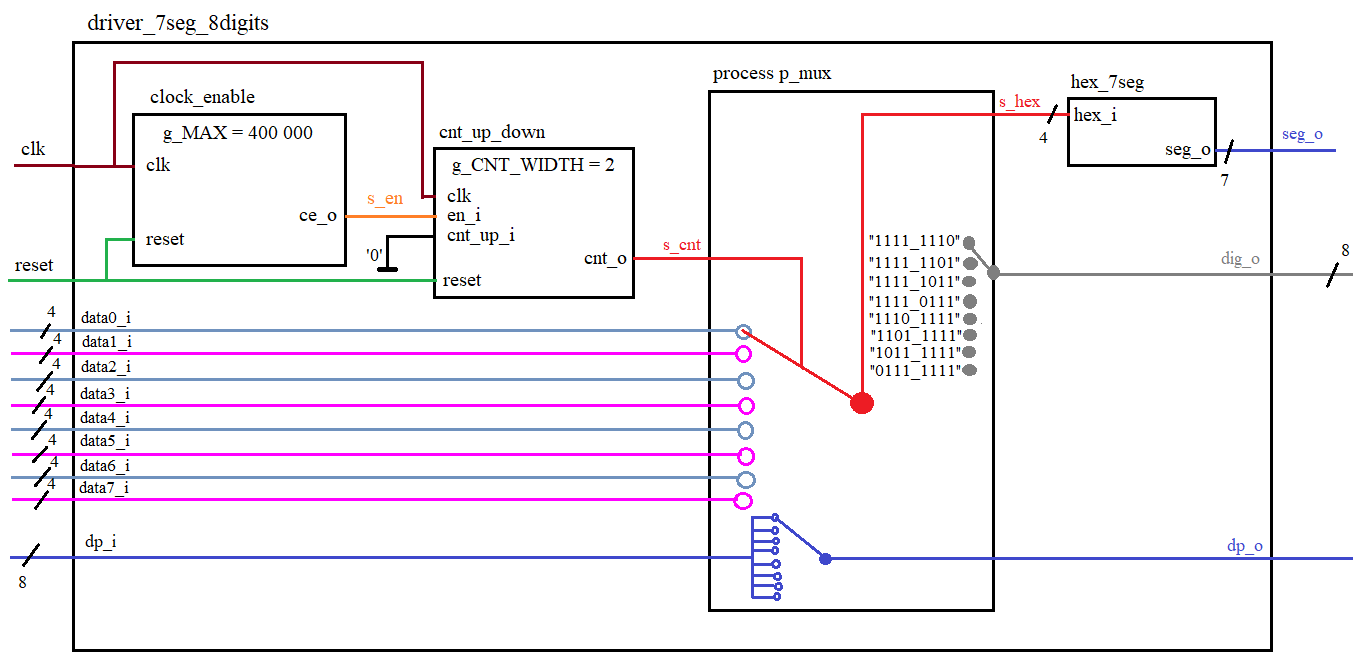 driver_7seg_8digits
process p_mux
hex_7seg
clock_enable
g_MAX = 400 000
clk
clk
ce_o
reset
reset
s_en
cnt_up_down
g_CNT_WIDTH = 2
clk
en_i
cnt_up_i
'0'
cnt_o
reset
s_cnt
s_hex
4
hex_i
seg_o
7
seg_o
"1111_1110"
"1111_1101"
"1111_1011"
"1111_0111"
"1110_1111"
"1101_1111"
"1011_1111"
"0111_1111"
dig_o
8
4 data0_i
4 data1_i
4 data2_i
4 data3_i
4 data4_i
4 data5_i
4 data6_i
4 data7_i
dp_i
8
dp_o